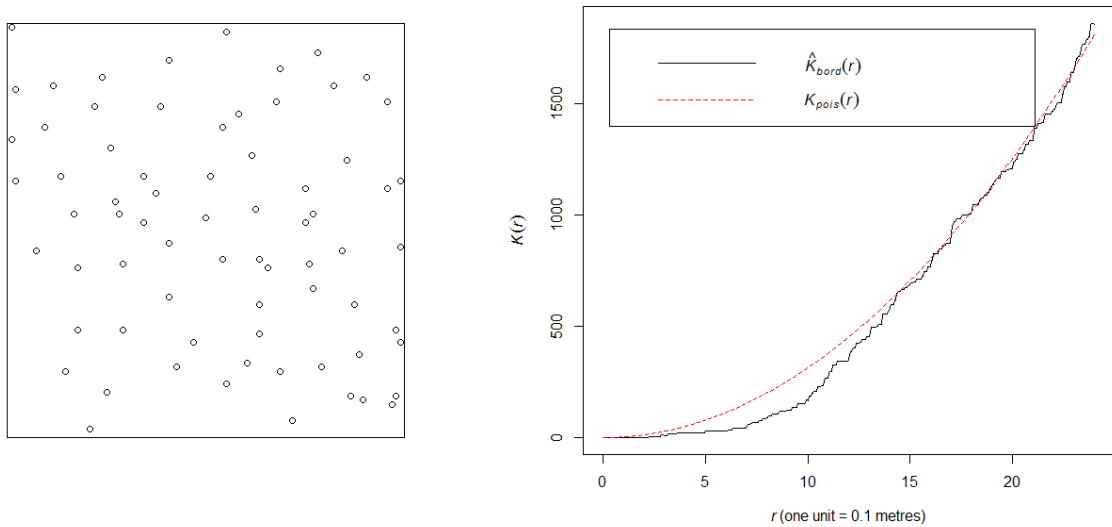 K̂bord(r)
Kpois(r)
K(r)
0 500 1000 1500
0 5 10 15 20
r (one unit = 0.1 metres)